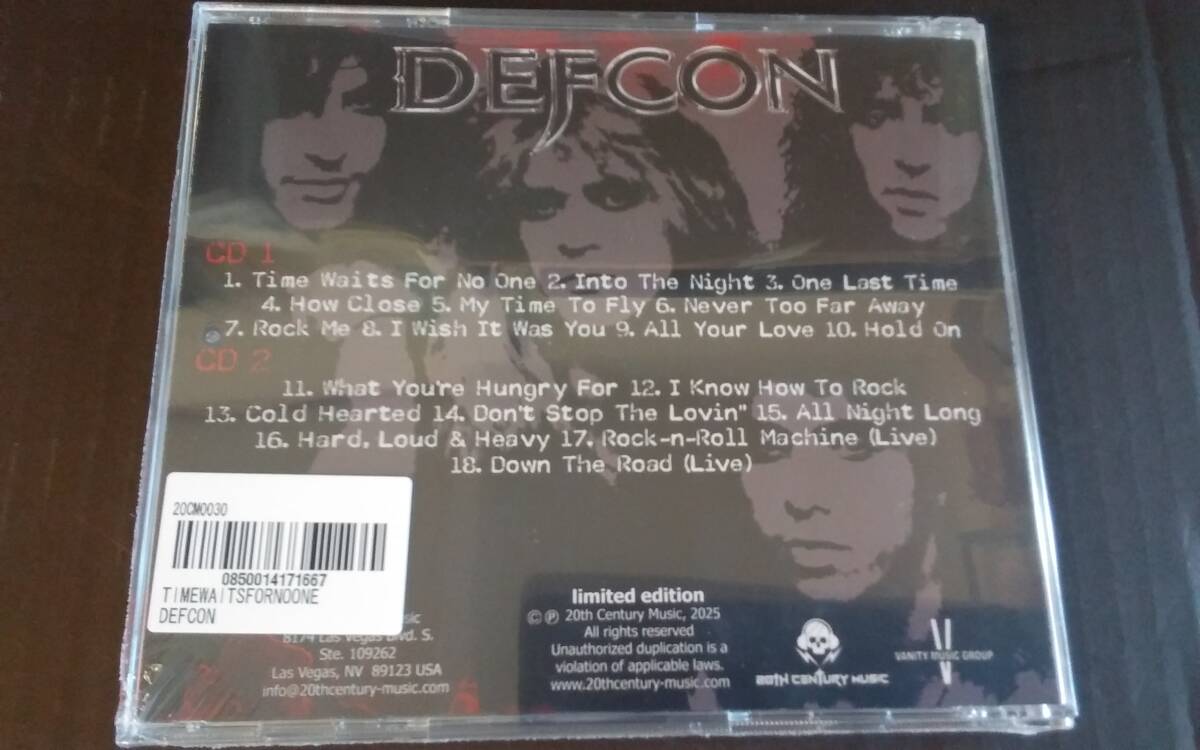 DEFCON
CD 1
1. Time Waits For No One 2. Into The Night 3. One Last Time
4. How Close 5. My Time To Fly 6. Never Too Far Away
7. Rock Me 8. I Wish It Was You 9. All Your Love 10. Hold On
CD 2
11. What You're Hungry For 12. I Know How To Rock
13. Cold Hearted 14. Don't Stop The Lovin" 15. All Night Long
16. Hard, Loud & Heavy 17. Rock-n-Roll Machine (Live)
18. Down The Road (Live)
20CM0030
0850014171667
TIMEWAITSFORNOONE
DEFCON
8174 Las Vegas Blvd. S.
Ste. 109262
Las Vegas, NV 89123 USA
info@20thcentury-music.com
limited edition
© ℗ 20th Century Music, 2025
All rights reserved
Unauthorized duplication is a
violation of applicable laws.
www.20thcentury-music.com
20TH CENTURY MUSIC
V
VANITY MUSIC GROUP